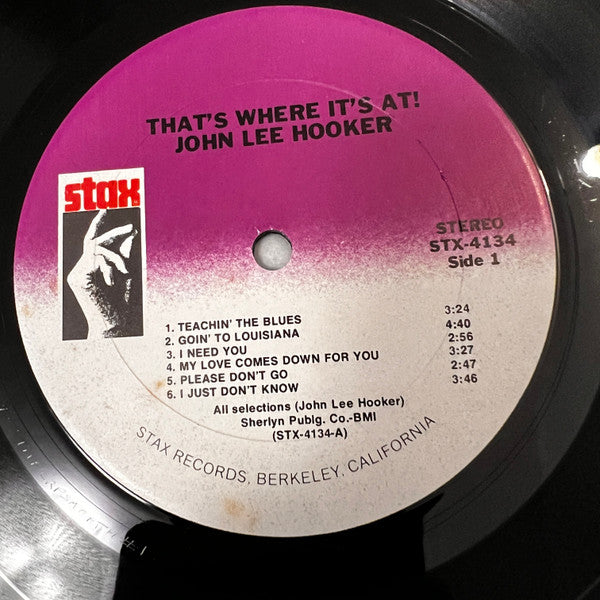 THAT'S WHERE IT'S AT!
JOHN LEE HOOKER
stax
STEREO
STX-4134
Side 1
1. TEACHIN' THE BLUES 3:24
2. GOIN' TO LOUISIANA 4:40
3. I NEED YOU 2:56
4. MY LOVE COMES DOWN FOR YOU 3:27
5. PLEASE DON'T GO 2:47
6. I JUST DON'T KNOW 3:46
All selections (John Lee Hooker)
Sherlyn Publg. Co.-BMI
(STX-4134-A)
STAX RECORDS, BERKELEY, CALIFORNIA